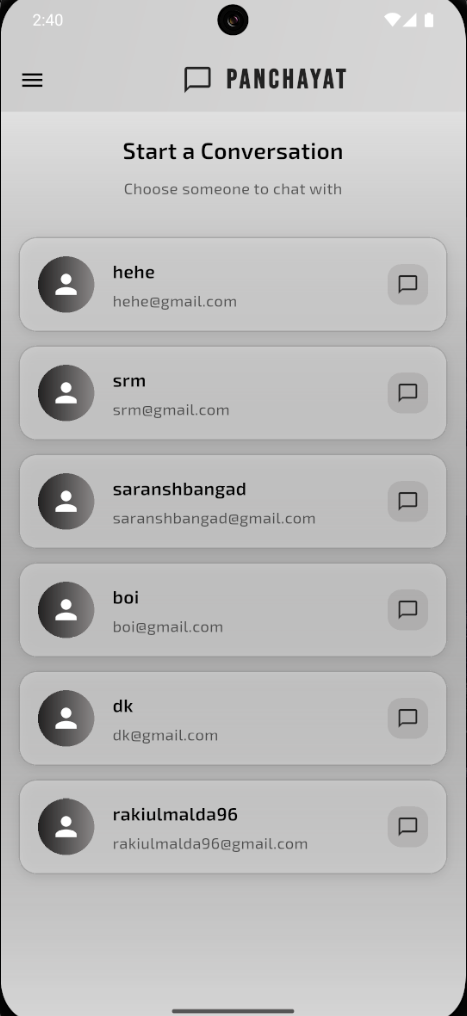 2:40
PANCHAYAT
Start a Conversation
Choose someone to chat with
hehe
hehe@gmail.com
srm
srm@gmail.com
saranshbangad
saranshbangad@gmail.com
boi
boi@gmail.com
dk
dk@gmail.com
rakiulmalda96
rakiulmalda96@gmail.com